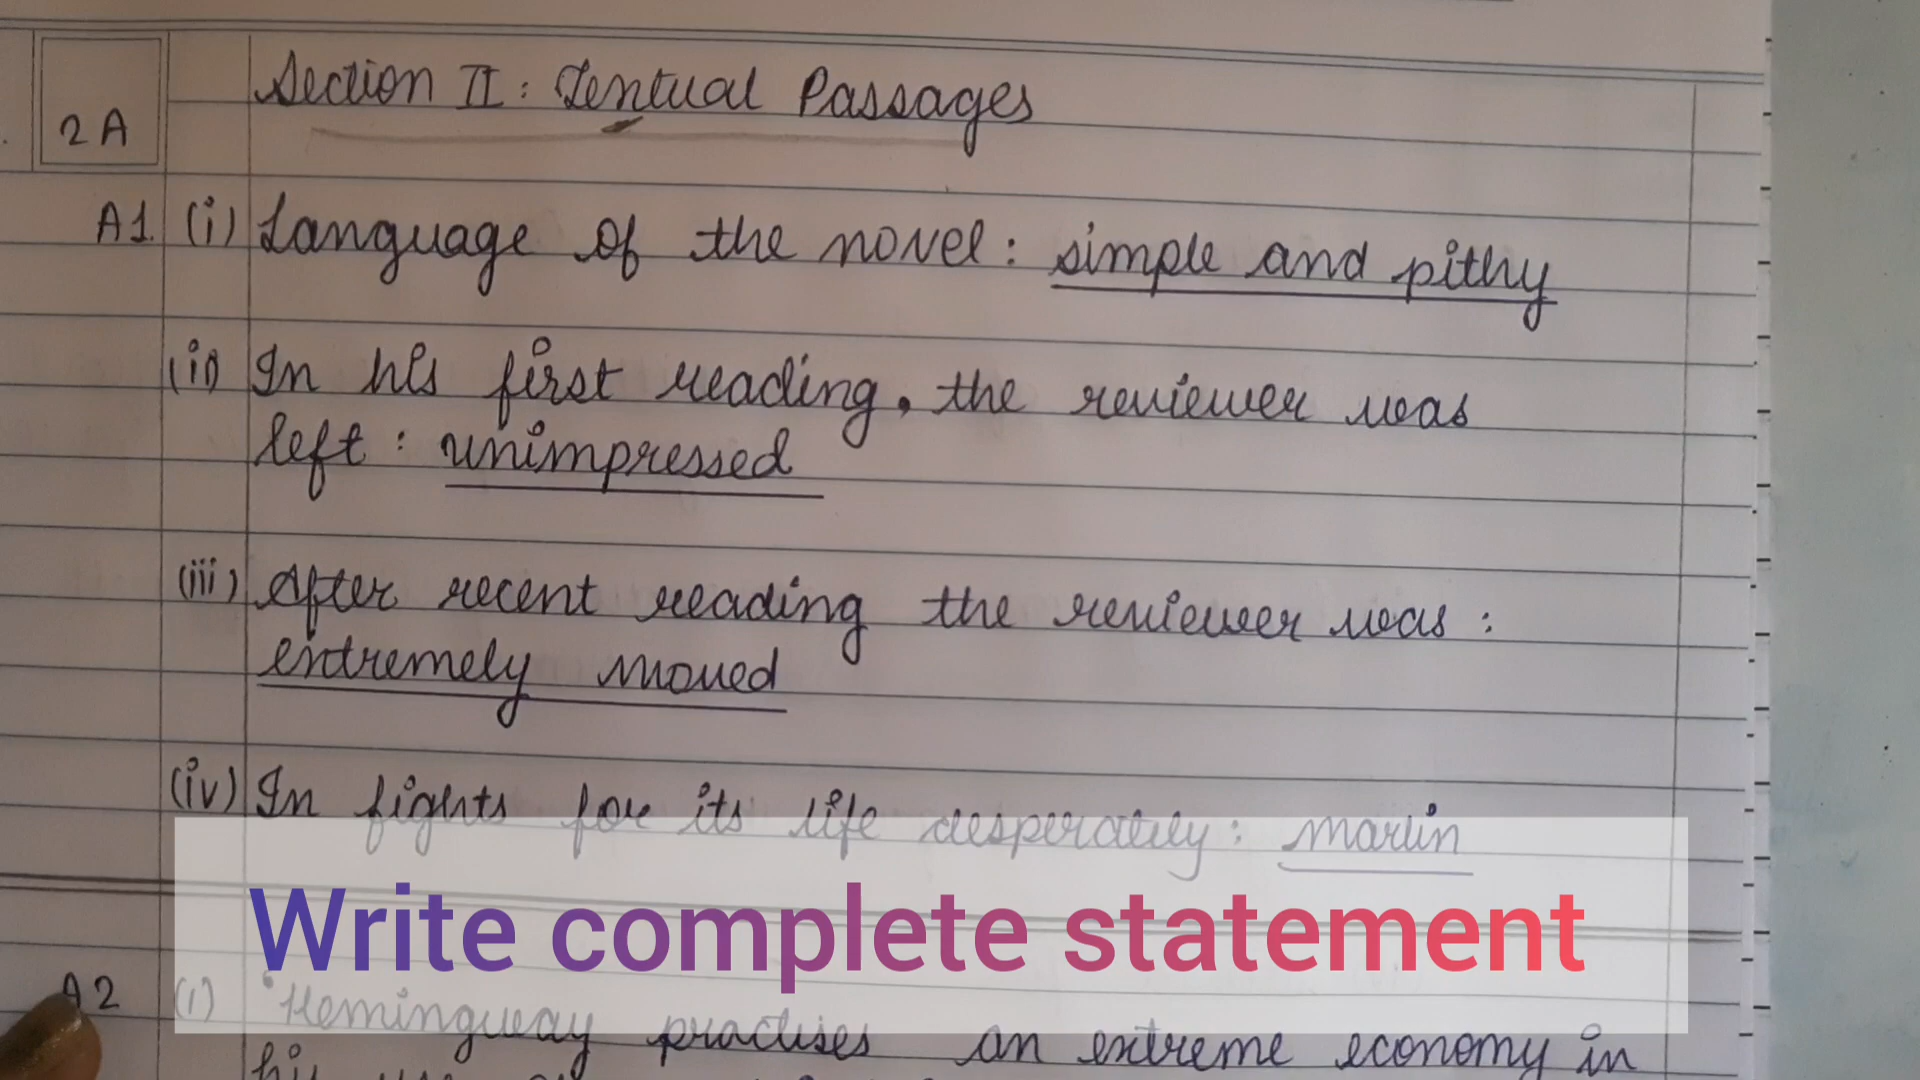 Section II: Textual Passages
2A
A1. (i) Language of the novel: simple and pithy
(ii) In his first reading, the reviewer was
left: unimpressed
(iii) After recent reading the reviewer was:
extremely moved
(iv) In fights for its life desperately: marlin
Write complete statement
A2 (i) Hemingway practises an extreme economy in
his use